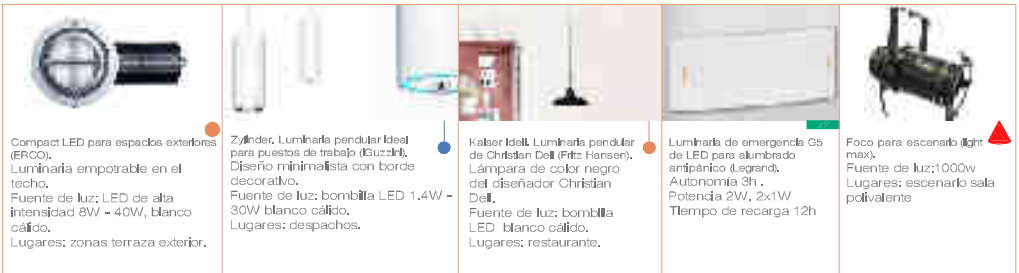 Compact LED para espacios exteriores
(ERCO).
Luminaria empotrable en el
techo.
Fuente de luz: LED de alta
intensidad 8W - 40W, blanco
cálido.
Lugares: zonas terraza exterior.
Zylinder. Luminaria pendular ideal
para puestos de trabajo (iGuzzini).
Diseño minimalista con borde
decorativo.
Fuente de luz: bombilla LED 1.4W -
30W blanco cálido.
Lugares: despachos.
Kaiser Idell. Luminaria pendular
de Christian Dell (Fritz Hansen).
Lámpara de color negro
del diseñador Christian
Dell.
Fuente de luz: bombilla
LED blanco cálido.
Lugares: restaurante.
Luminaria de emergencia G5
de LED para alumbrado
antipánico (Legrand).
Autonomía 3h .
Potencia 2W. 2x1W
Tiempo de recarga 12h
Foco para escenario (light
max).
Fuente de luz:1000w
Lugares: escenario sala
polivalente